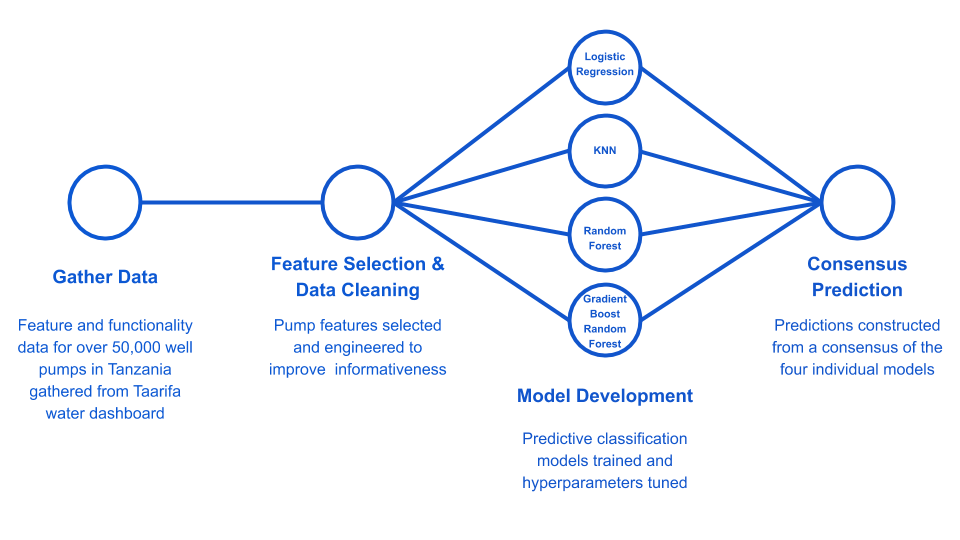 Logistic
Regression
KNN
Random
Forest
Gradient
Boost
Random
Forest
Gather Data
Feature and functionality
data for over 50,000 well
pumps in Tanzania
gathered from Taarifa
water dashboard
Feature Selection &
Data Cleaning
Pump features selected
and engineered to
improve  informativeness
Model Development
Predictive classification
models trained and
hyperparameters tuned
Consensus
Prediction
Predictions constructed
from a consensus of the
four individual models